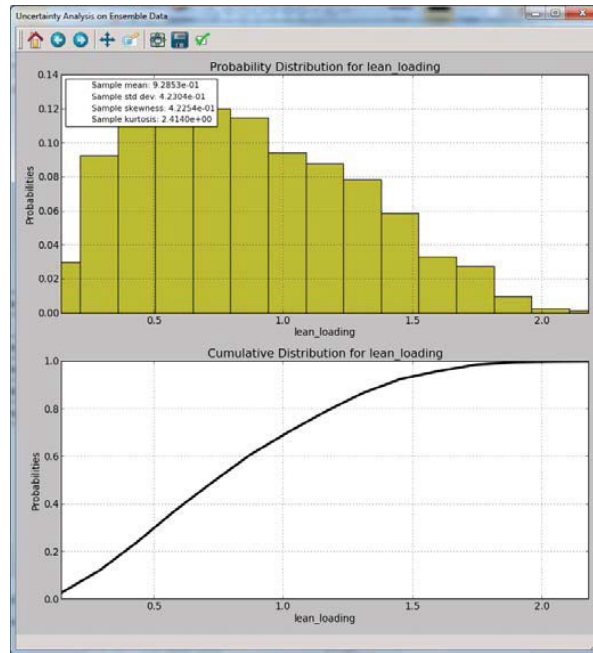 Uncertainty Analysis on Ensemble Data
Probability Distribution for lean_loading
Sample mean: 9.2853e-01
Sample std dev: 4.2304e-01
Sample skewness: 4.2254e-01
Sample kurtosis: 2.4140e+00
Probabilities
0.14
0.12
0.10
0.08
0.06
0.04
0.02
0.00
0.5
1.0
1.5
2.0
lean_loading
Cumulative Distribution for lean_loading
Probabilities
1.0
0.8
0.6
0.4
0.2
0.0
0.5
1.0
1.5
2.0
lean_loading